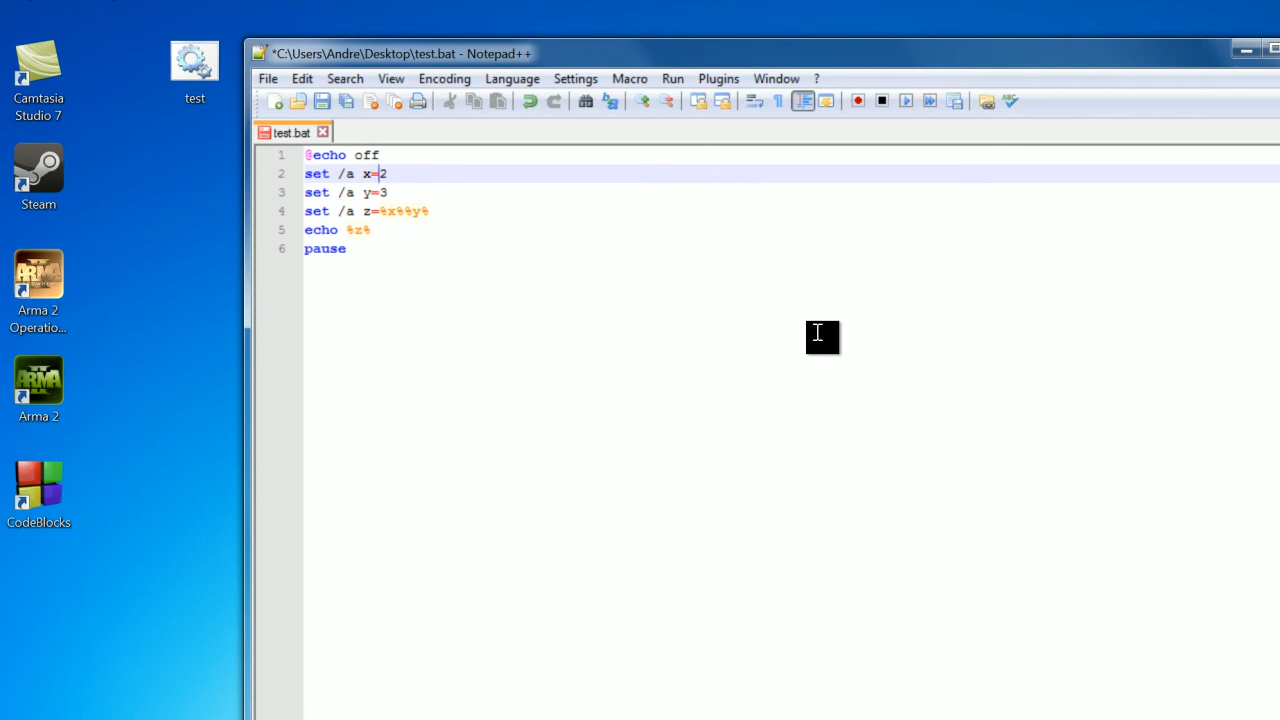 *C:\Users\Andre\Desktop\test.bat - Notepad++
File Edit Search View Encoding Language Settings Macro Run Plugins Window ?
test.bat
1 @echo off
2 set /a x=2
3 set /a y=3
4 set /a z=%x%%y%
5 echo %z%
6 pause
Camtasia
Studio 7
test
Steam
ARMA
Arma 2
Operatio...
ARMA
Arma 2
CodeBlocks